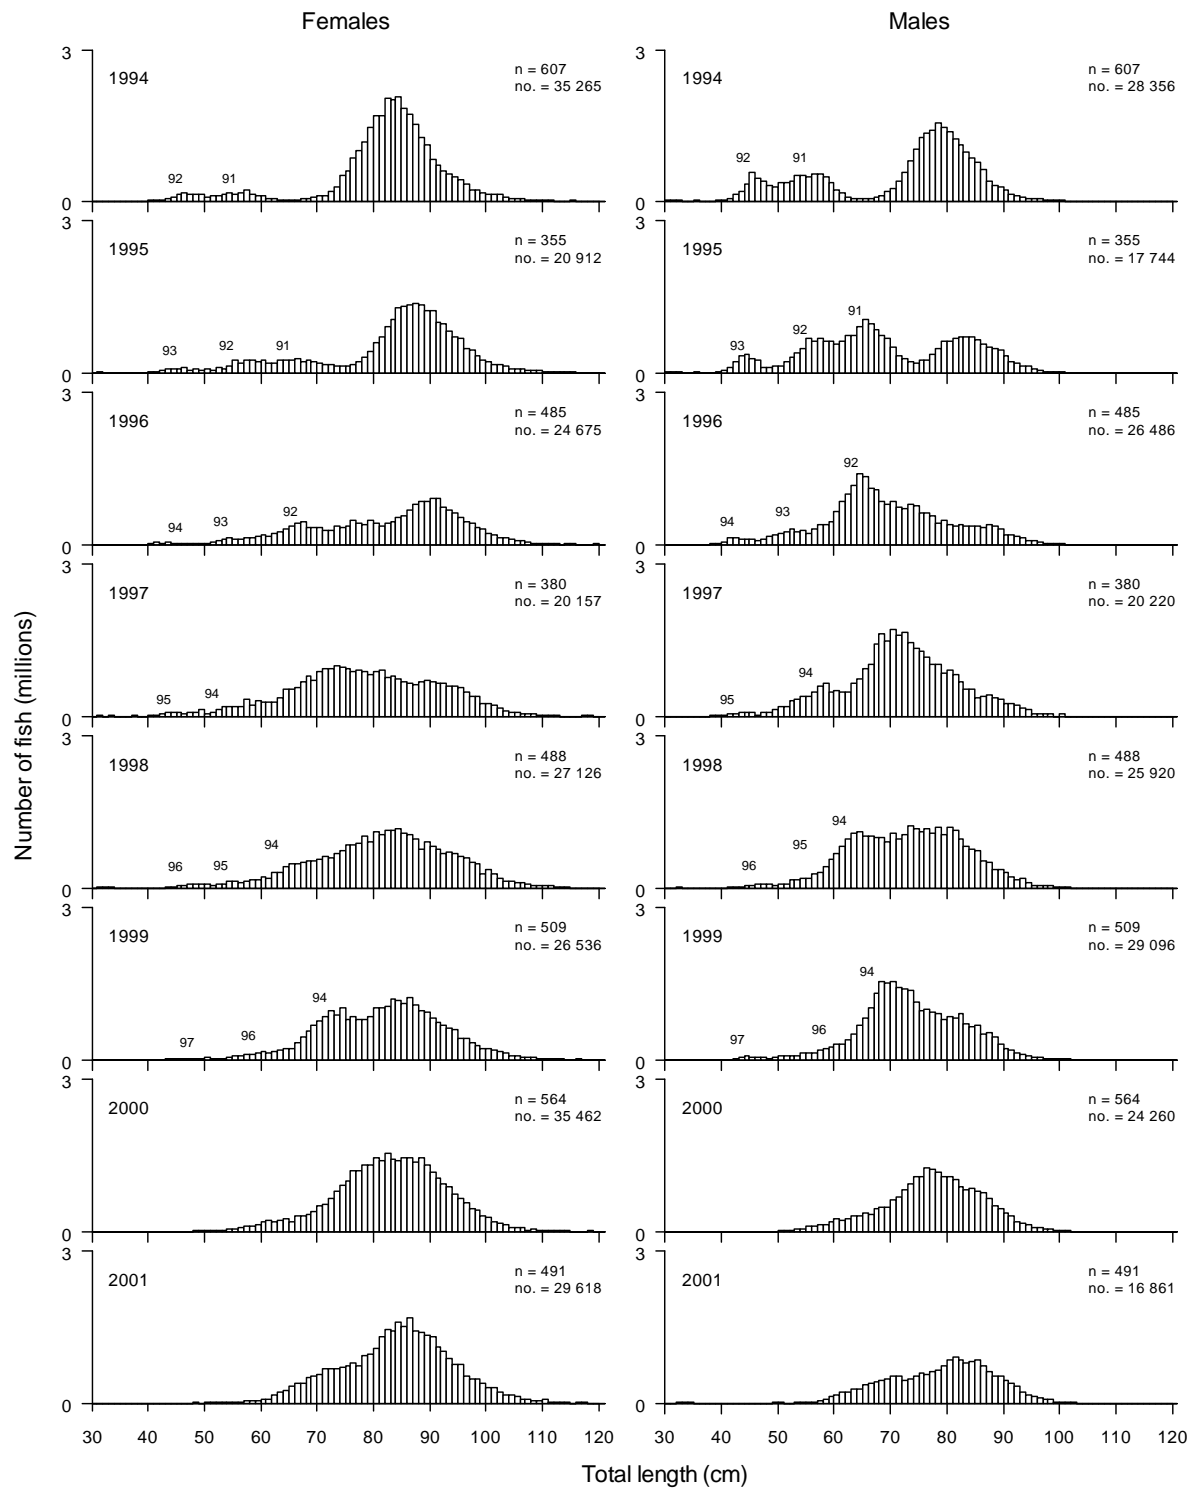 Females Males
3 3
1994 n = 607 1994 n = 607
no. = 35 265 no. = 28 356
92 91 92 91
0 0
3 3
1995 n = 355 1995 n = 355
no. = 20 912 no. = 17 744
93 92 91 93 92 91
0 0
3 3
1996 n = 485 1996 n = 485
no. = 24 675 no. = 26 486
94 93 92 94 93 92
0 0
3 3
1997 n = 380 1997 n = 380
no. = 20 157 no. = 20 220
95 94 95 94
0 0
3 3
1998 n = 488 1998 n = 488
no. = 27 126 no. = 25 920
96 95 94 96 95 94
0 0
3 3
1999 n = 509 1999 n = 509
no. = 26 536 no. = 29 096
97 96 94 97 96 94
0 0
3 3
2000 n = 564 2000 n = 564
no. = 35 462 no. = 24 260
0 0
3 3
2001 n = 491 2001 n = 491
no. = 29 618 no. = 16 861
0 0
30 40 50 60 70 80 90 100 110 120 30 40 50 60 70 80 90 100 110 120
Total length (cm)
Number of fish (millions)